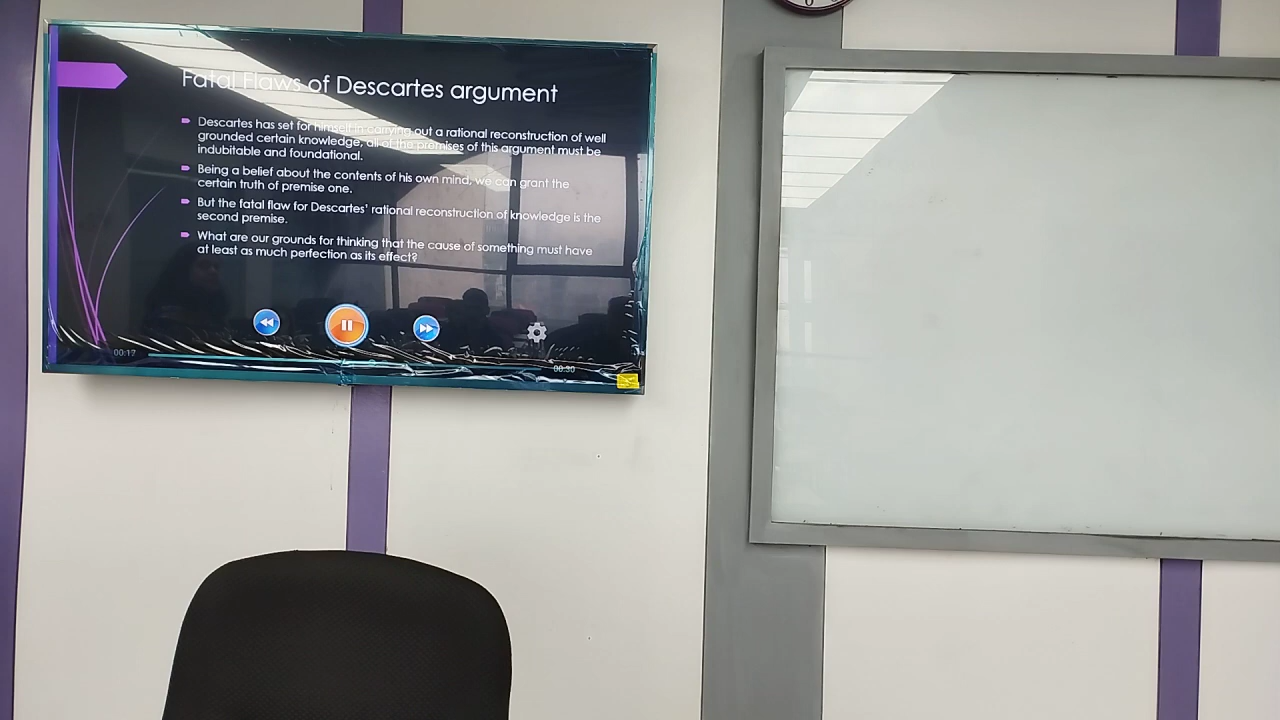 Fatal Flaws of Descartes argument
Descartes has set for himself in carrying out a rational reconstruction of well
grounded certain knowledge, all of the premises of this argument must be
indubitable and foundational.
Being a belief about the contents of his own mind, we can grant the
certain truth of premise one.
But the fatal flaw for Descartes' rational reconstruction of knowledge is the
second premise.
What are our grounds for thinking that the cause of something must have
at least as much perfection as its effect?
00:30